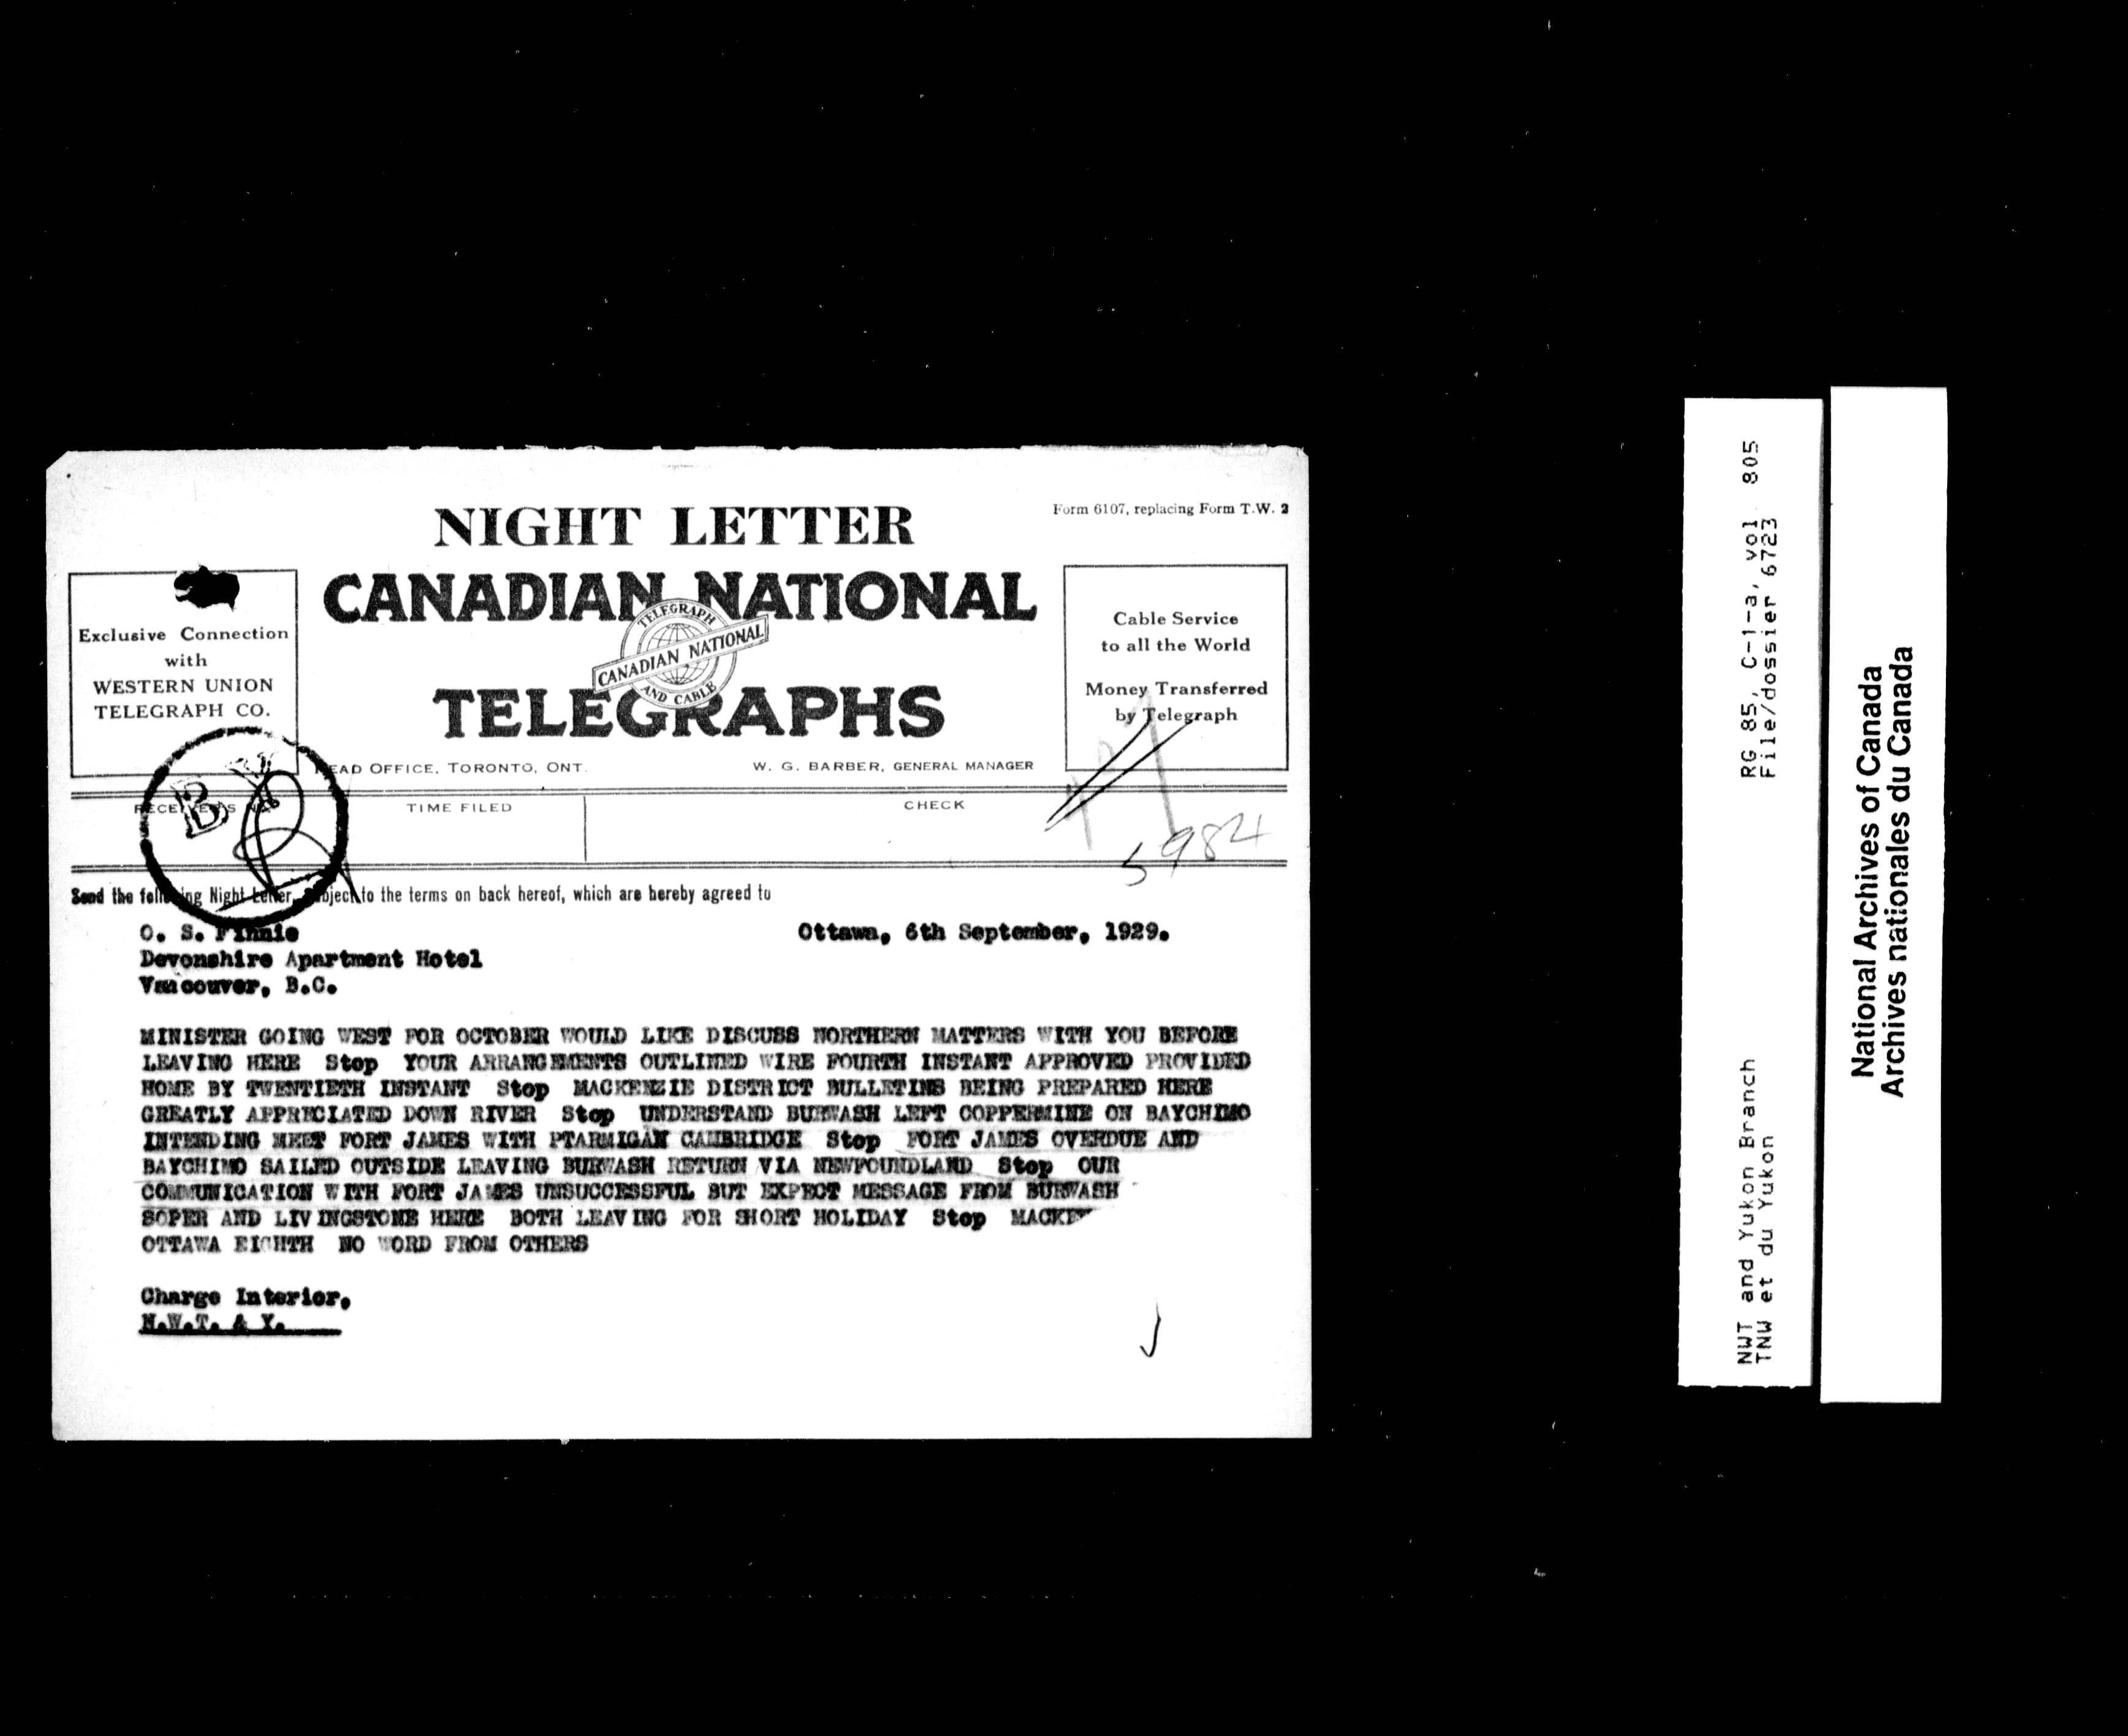 NIGHT LETTER
Form 6107, replacing Form T.W. 2
CANADIAN NATIONAL
TELEGRAPHS
TELEGRAPH
CANADIAN NATIONAL
AND CABLE
Exclusive Connection
with
WESTERN UNION
TELEGRAPH CO.
Cable Service
to all the World
Money Transferred
by Telegraph
HEAD OFFICE, TORONTO, ONT.
W. G. BARBER, GENERAL MANAGER
RECEIVER'S No.
TIME FILED
CHECK
BY
5984
Send the following Night Letter, subject to the terms on back hereof, which are hereby agreed to
O. S. Finnie
Ottawa, 6th September, 1929.
Devonshire Apartment Hotel
Vancouver, B.C.
MINISTER GOING WEST FOR OCTOBER WOULD LIKE DISCUSS NORTHERN MATTERS WITH YOU BEFORE
LEAVING HERE Stop YOUR ARRANGEMENTS OUTLINED WIRE FOURTH INSTANT APPROVED PROVIDED
HOME BY TWENTIETH INSTANT Stop MACKENZIE DISTRICT BULLETINS BEING PREPARED HERE
GREATLY APPRECIATED DOWN RIVER Stop UNDERSTAND BURWASH LEFT COPPERMINE ON BAYCHIMO
INTENDING MEET FORT JAMES WITH PTARMIGAN CAMBRIDGE Stop FORT JAMES OVERDUE AND
BAYCHIMO SAILED OUTSIDE LEAVING BURWASH RETURN VIA NEWFOUNDLAND Stop OUR
COMMUNICATION WITH FORT JAMES UNSUCCESSFUL BUT EXPECT MESSAGE FROM BURWASH
SOPER AND LIVINGSTONE HERE BOTH LEAVING FOR SHORT HOLIDAY Stop
OTTAWA EIGHTH NO WORD FROM OTHERS
Charge Interior,
N.W.T. & Y.
NWT and Yukon Branch RG 85, C-1-a, vol 805
TNW et du Yukon File/dossier 6723
National Archives of Canada
Archives nationales du Canada